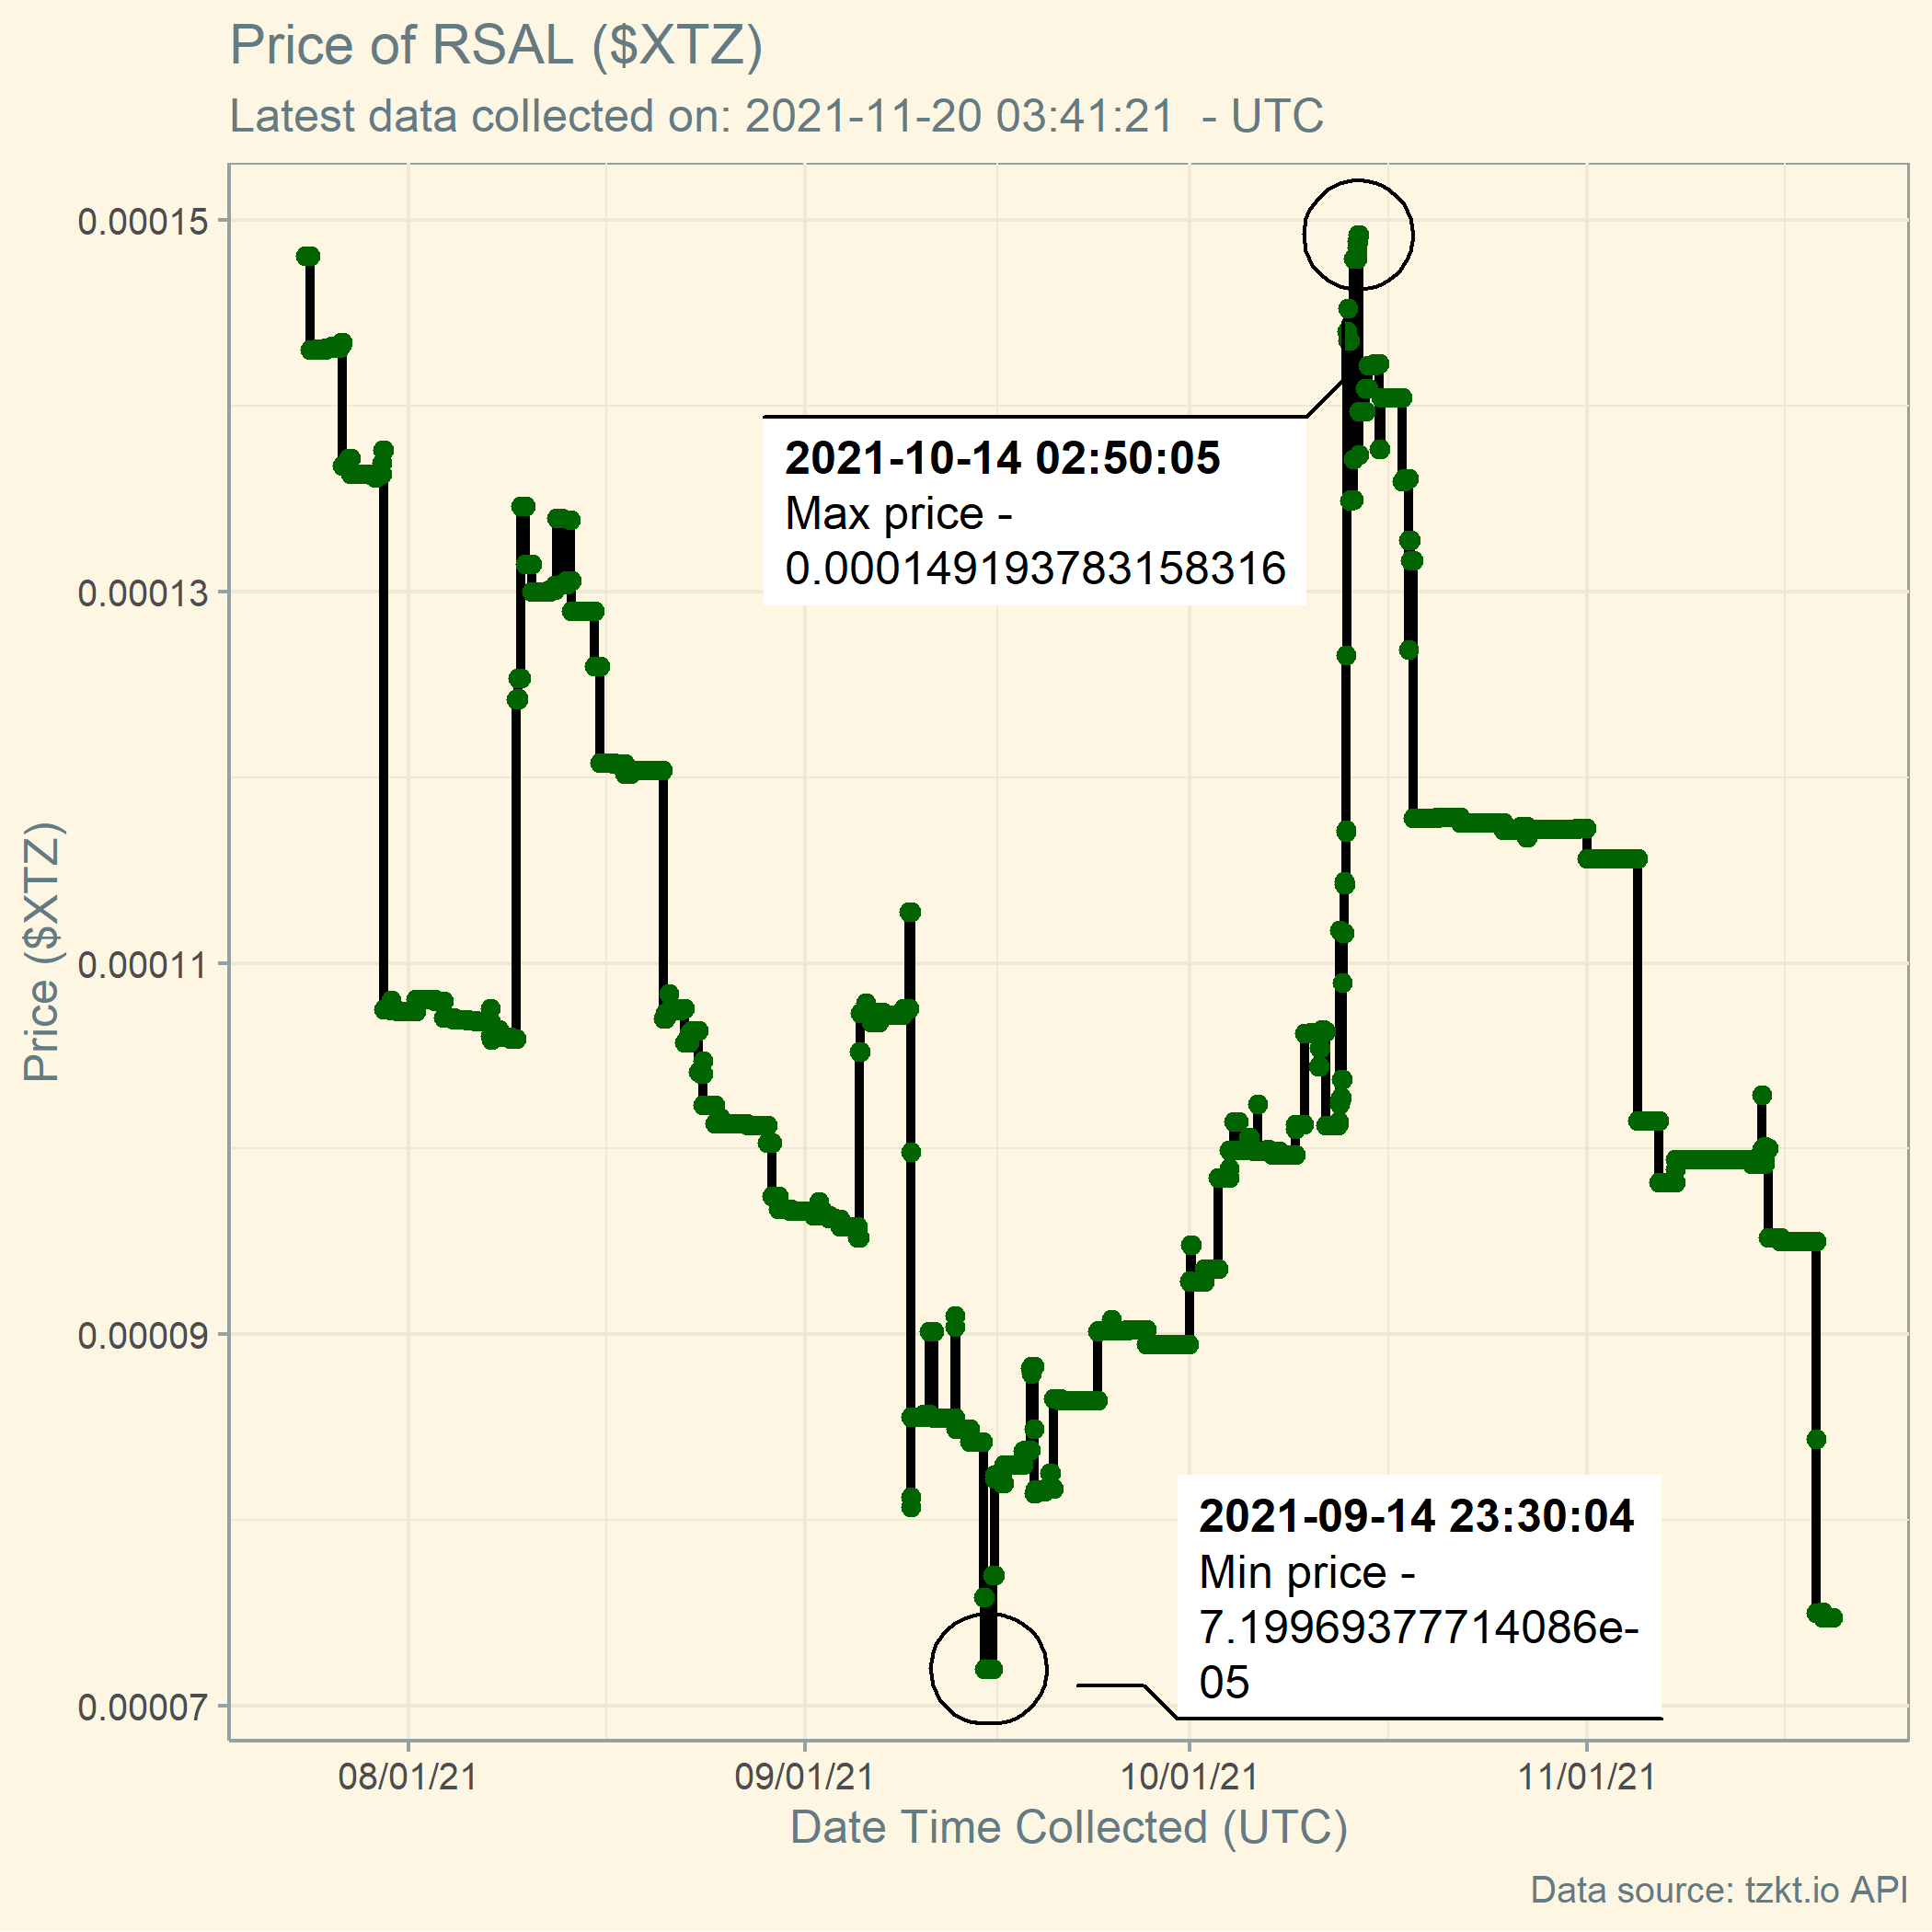 Price of RSAL ($XTZ)
Latest data collected on: 2021-11-20 03:41:21  - UTC
0.00015
0.00013
0.00011
0.00009
0.00007
Price ($XTZ)
2021-10-14 02:50:05
Max price -
0.000149193783158316
2021-09-14 23:30:04
Min price -
7.19969377714086e-
05
08/01/21
09/01/21
10/01/21
11/01/21
Date Time Collected (UTC)
Data source: tzkt.io API